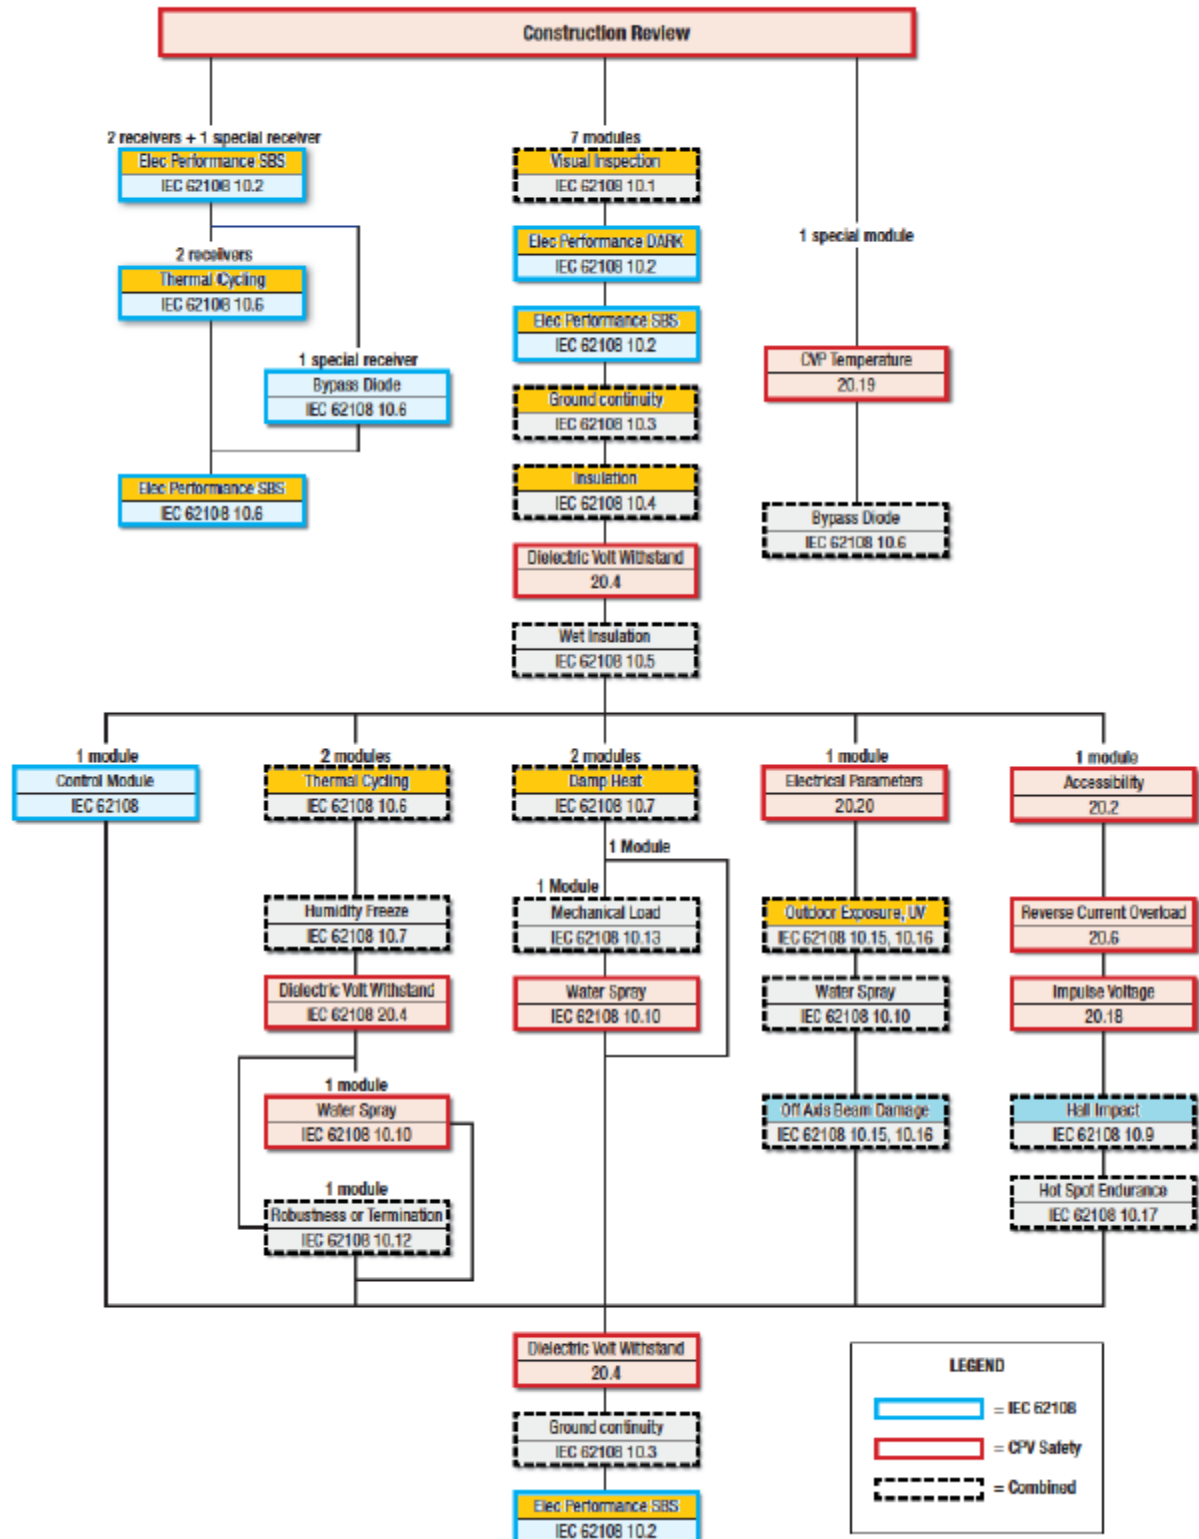 Construction Review
2 receivers + 1 special receiver
Elec Performance SBS
IEC 62108 10.2
2 receivers
Thermal Cycling
IEC 62108 10.6
1 special receiver
Bypass Diode
IEC 62108 10.6
Elec Performance SBS
IEC 62108 10.6
7 modules
Visual Inspection
IEC 62108 10.1
Elec Performance DARK
IEC 62108 10.2
Elec Performance SBS
IEC 62108 10.2
Ground continuity
IEC 62108 10.3
Insulation
IEC 62108 10.4
Dielectric Volt Withstand
20.4
Wet Insulation
IEC 62108 10.5
1 special module
CVP Temperature
20.19
Bypass Diode
IEC 62108 10.6
1 module
Control Module
IEC 62108
2 modules
Thermal Cycling
IEC 62108 10.6
Humidity Freeze
IEC 62108 10.7
Dielectric Volt Withstand
IEC 62108 20.4
1 module
Water Spray
IEC 62108 10.10
1 module
Robustness or Termination
IEC 62108 10.12
2 modules
Damp Heat
IEC 62108 10.7
1 Module
1 Module
Mechanical Load
IEC 62108 10.13
Water Spray
IEC 62108 10.10
1 module
Electrical Parameters
20.20
Outdoor Exposure, UV
IEC 62108 10.15, 10.16
Water Spray
IEC 62108 10.10
Off Axis Beam Damage
IEC 62108 10.15, 10.16
1 module
Accessibility
20.2
Reverse Current Overload
20.6
Impulse Voltage
20.18
Hail Impact
IEC 62108 10.9
Hot Spot Endurance
IEC 62108 10.17
Dielectric Volt Withstand
20.4
Ground continuity
IEC 62108 10.3
Elec Performance SBS
IEC 62108 10.2
LEGEND
= IEC 62108
= CPV Safety
= Combined